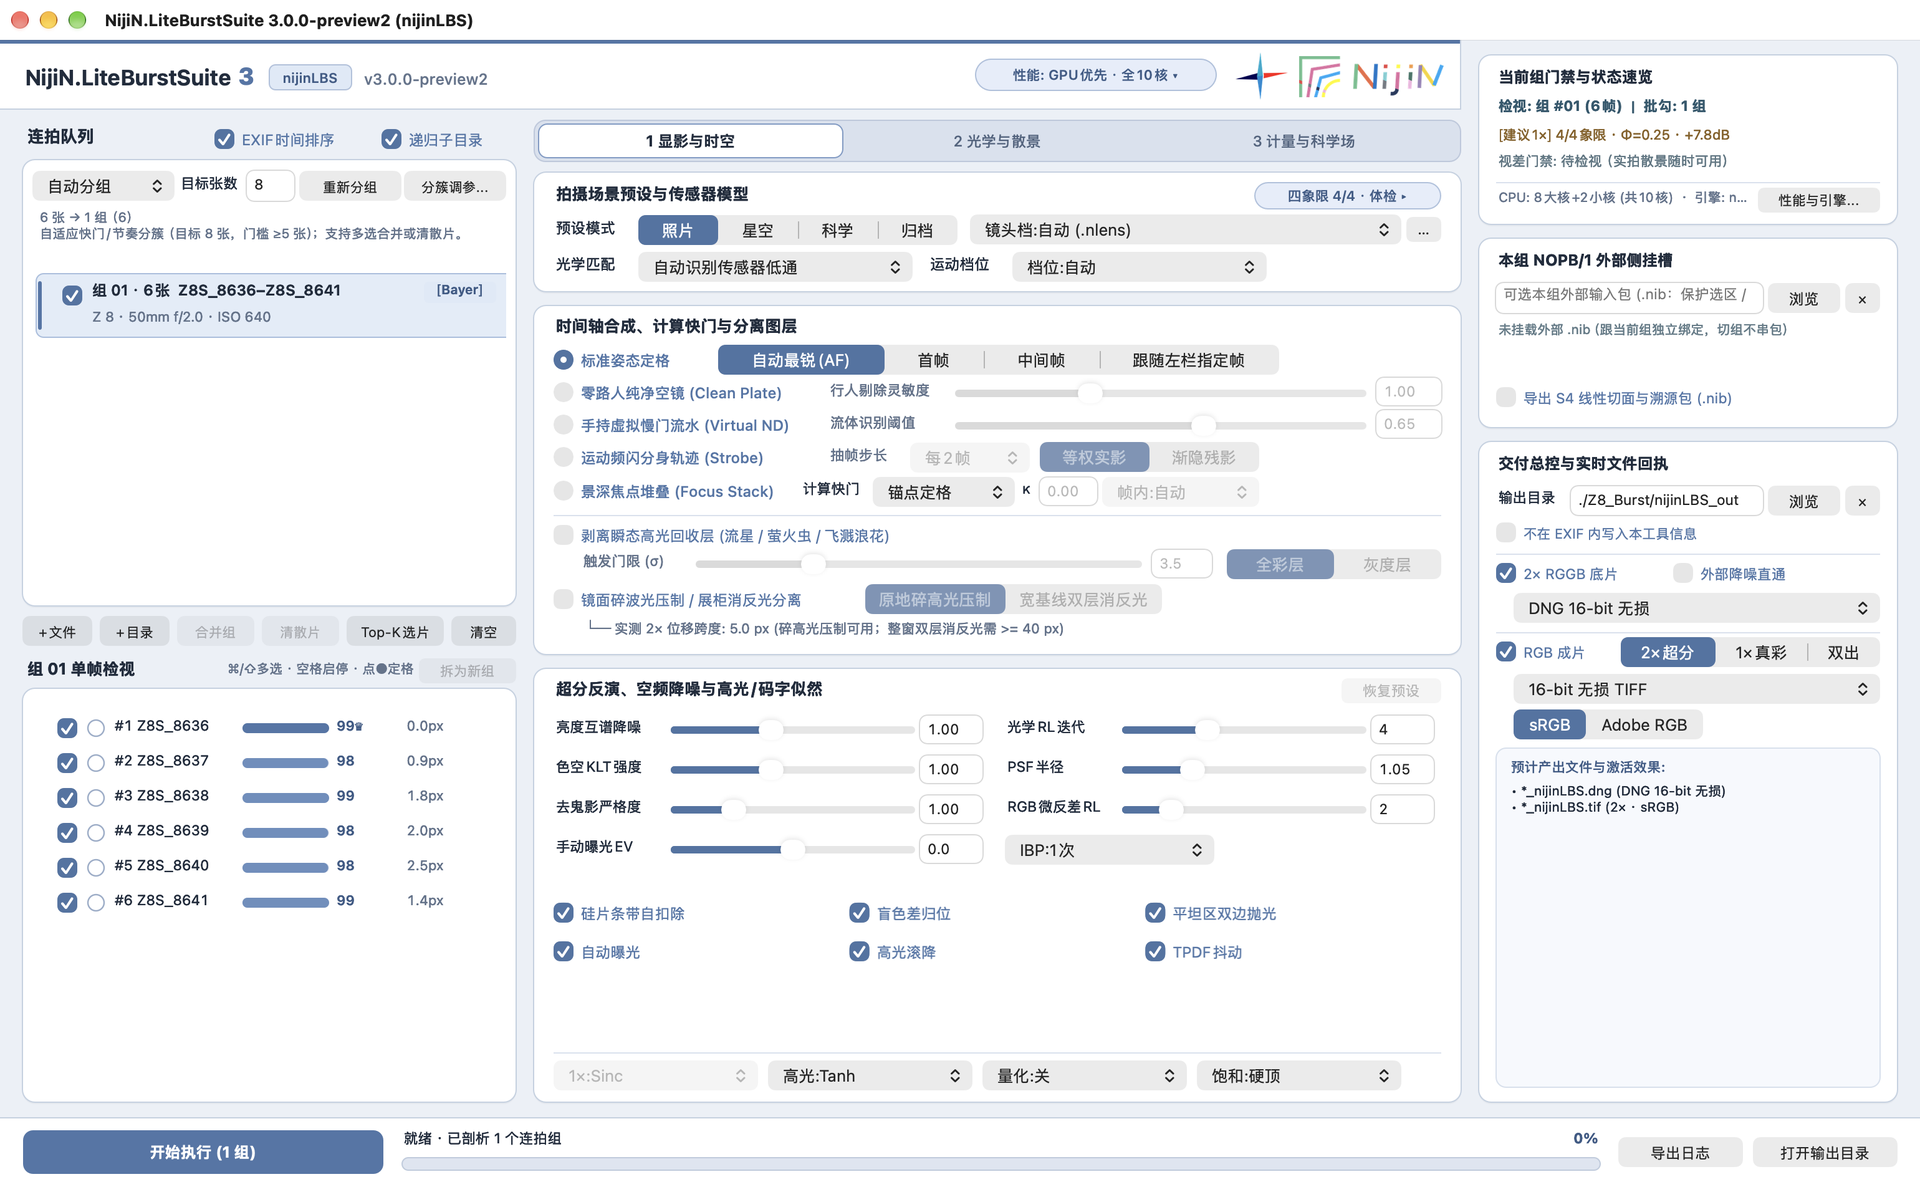 NijiN.LiteBurstSuite 3.0.0-preview2 (nijinLBS)
NijiN.LiteBurstSuite 3 nijinLBS v3.0.0-preview2
性能: GPU优先 · 全10核 ▾
NijiN
连拍队列
EXIF时间排序
递归子目录
自动分组
目标张数
8
重新分组
分簇调参...
6 张 → 1 组 (6)
自适应快门/节奏分簇 (目标 8 张，门槛 ≥5 张)；支持多选合并或清散片。
组 01 · 6张 Z8S_8636–Z8S_8641 [Bayer]
Z 8 · 50mm f/2.0 · ISO 640
+文件
+目录
合并组
清散片
Top-K选片
清空
组 01 单帧检视
⌘/⇧多选 · 空格启停 · 点●定格
拆为新组
#1 Z8S_8636 99♛ 0.0px
#2 Z8S_8637 98 0.9px
#3 Z8S_8638 99 1.8px
#4 Z8S_8639 98 2.0px
#5 Z8S_8640 98 2.5px
#6 Z8S_8641 99 1.4px
1 显影与时空
2 光学与散景
3 计量与科学场
拍摄场景预设与传感器模型
四象限 4/4 · 体检 ▸
预设模式
照片
星空
科学
归档
镜头档:自动 (.nlens)
...
光学匹配
自动识别传感器低通
运动档位
档位:自动
时间轴合成、计算快门与分离图层
标准姿态定格
自动最锐(AF)
首帧
中间帧
跟随左栏指定帧
零路人纯净空镜 (Clean Plate)
行人剔除灵敏度
1.00
手持虚拟慢门流水 (Virtual ND)
流体识别阈值
0.65
运动频闪分身轨迹 (Strobe)
抽帧步长
每2帧
等权实影
渐隐残影
景深焦点堆叠 (Focus Stack)
计算快门
锚点定格
K
0.00
帧内:自动
剥离瞬态高光回收层 (流星 / 萤火虫 / 飞溅浪花)
触发门限 (σ)
3.5
全彩层
灰度层
镜面碎波光压制 / 展柜消反光分离
原地碎高光压制
宽基线双层消反光
└─ 实测 2× 位移跨度: 5.0 px (碎高光压制可用；整窗双层消反光需 >= 40 px)
超分反演、空频降噪与高光/码字似然
恢复预设
亮度互谱降噪
1.00
光学RL迭代
4
色空KLT强度
1.00
PSF半径
1.05
去鬼影严格度
1.00
RGB微反差RL
2
手动曝光EV
0.0
IBP:1次
硅片条带自扣除
盲色差归位
平坦区双边抛光
自动曝光
高光滚降
TPDF抖动
1×:Sinc
高光:Tanh
量化:关
饱和:硬顶
当前组门禁与状态速览
检视: 组 #01 (6帧) | 批勾: 1 组
[建议1×] 4/4象限 · Φ=0.25 · +7.8dB
视差门禁: 待检视 (实拍散景随时可用)
CPU: 8大核+2小核 (共10核) · 引擎: n...
性能与引擎...
本组 NOPB/1 外部侧挂槽
可选本组外部输入包 (.nib: 保护选区 /
浏览
×
未挂载外部 .nib (跟当前组独立绑定，切组不串包)
导出 S4 线性切面与溯源包 (.nib)
交付总控与实时文件回执
输出目录
./Z8_Burst/nijinLBS_out
浏览
×
不在 EXIF 内写入本工具信息
2× RGGB 底片
外部降噪直通
DNG 16-bit 无损
RGB 成片
2×超分
1×真彩
双出
16-bit 无损 TIFF
sRGB
Adobe RGB
预计产出文件与激活效果:
• *_nijinLBS.dng (DNG 16-bit 无损)
• *_nijinLBS.tif (2× · sRGB)
开始执行 (1 组)
就绪 · 已剖析 1 个连拍组
0%
导出日志
打开输出目录